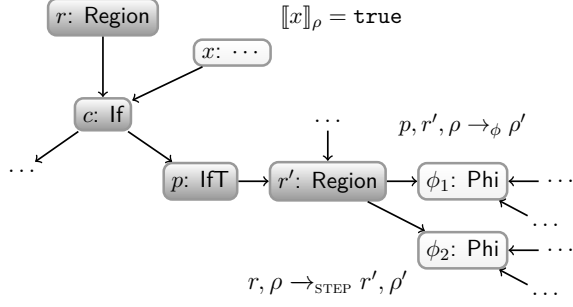 r: Region
⟦x⟧ρ = true
x: ⋯
c: If
...
...
p, r′, ρ →ϕ ρ′
p: IfT
r′: Region
ϕ1: Phi
...
...
ϕ2: Phi
...
...
r, ρ →STEP r′, ρ′